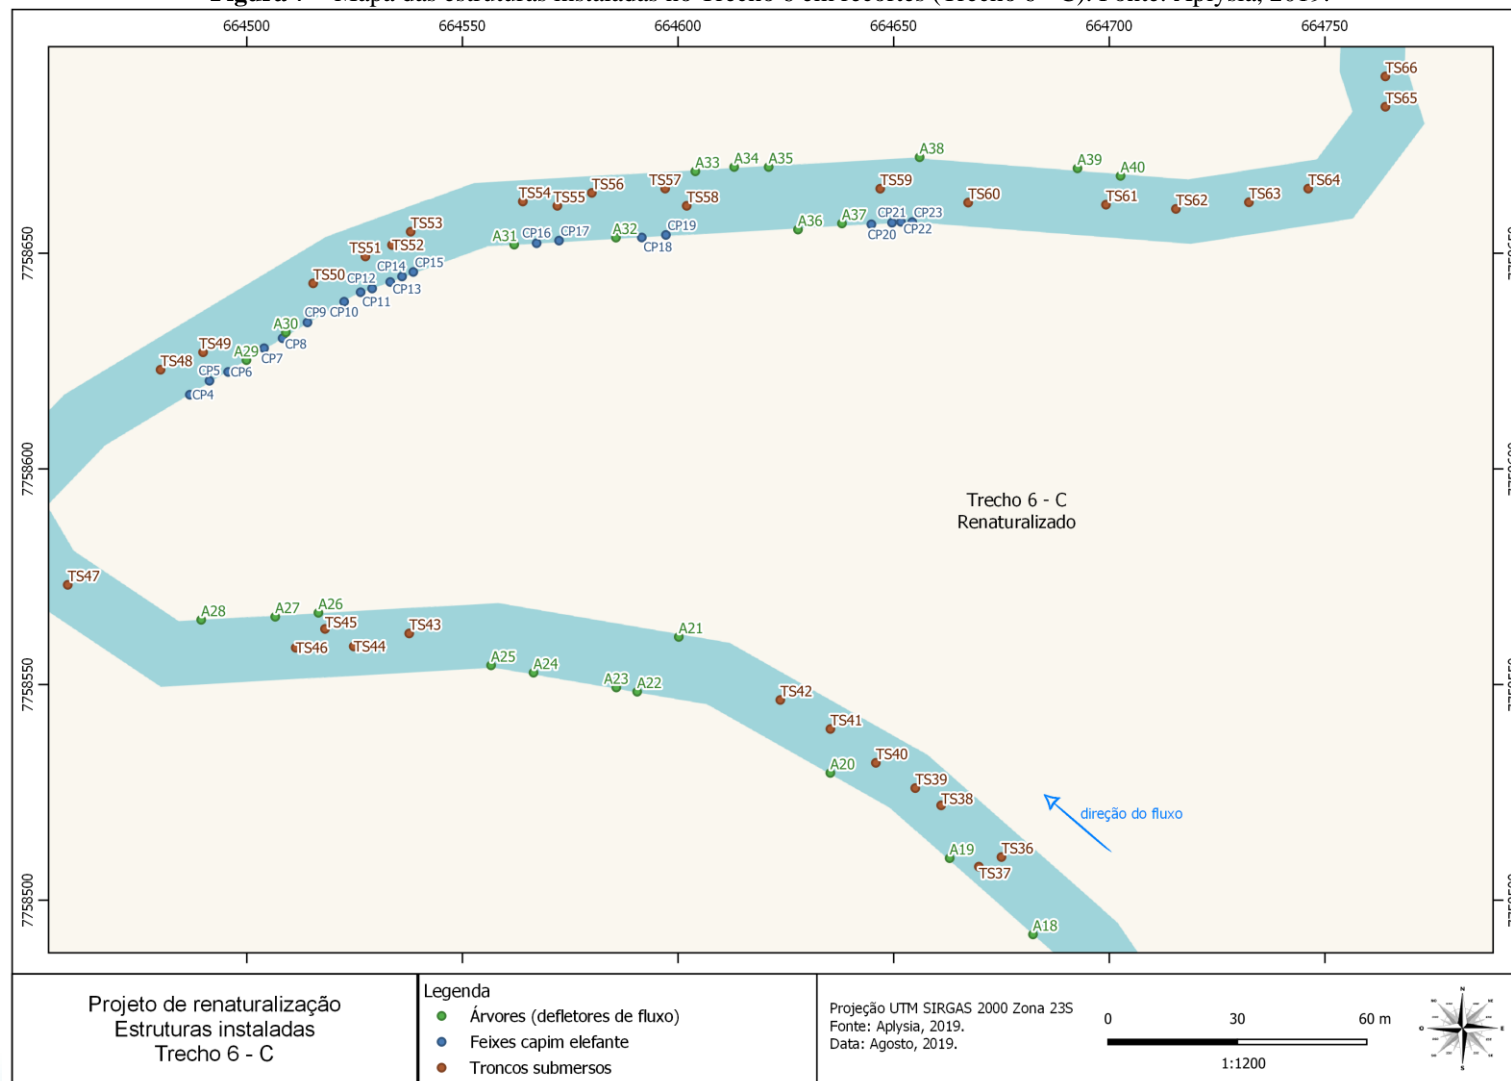 664500 664550 664600 664650 664700 664750
TS66
TS65
A38
A33 A34 A35 A39 A40
TS54 TS55 TS56 TS57 TS58 TS59 TS60 TS61 TS62 TS63 TS64
A31 CP16 CP17 A32 CP18 CP19 A36 A37 CP20 CP21 CP22 CP23
TS53
TS51 TS52
TS50 CP12 CP14 CP15
CP13
CP9 CP10 CP11
A30
CP8
TS48 TS49 A29 CP7
CP5 CP6
CP4
7758650
7758600
Trecho 6 - C
Renaturalizado
TS47
A28 A27 A26
TS45 TS43
TS46 TS44
A21
A25 A24 A23 A22
7758550
TS42
TS41
TS40
A20 TS39
TS38
direção do fluxo
A19 TS36
TS37
7758500
A18
Projeto de renaturalização
Estruturas instaladas
Trecho 6 - C
Legenda
Árvores (defletores de fluxo)
Feixes capim elefante
Troncos submersos
Projeção UTM SIRGAS 2000 Zona 23S
Fonte: Aplysia, 2019.
Data: Agosto, 2019.
0 30 60 m
1:1200
N
E
S
O